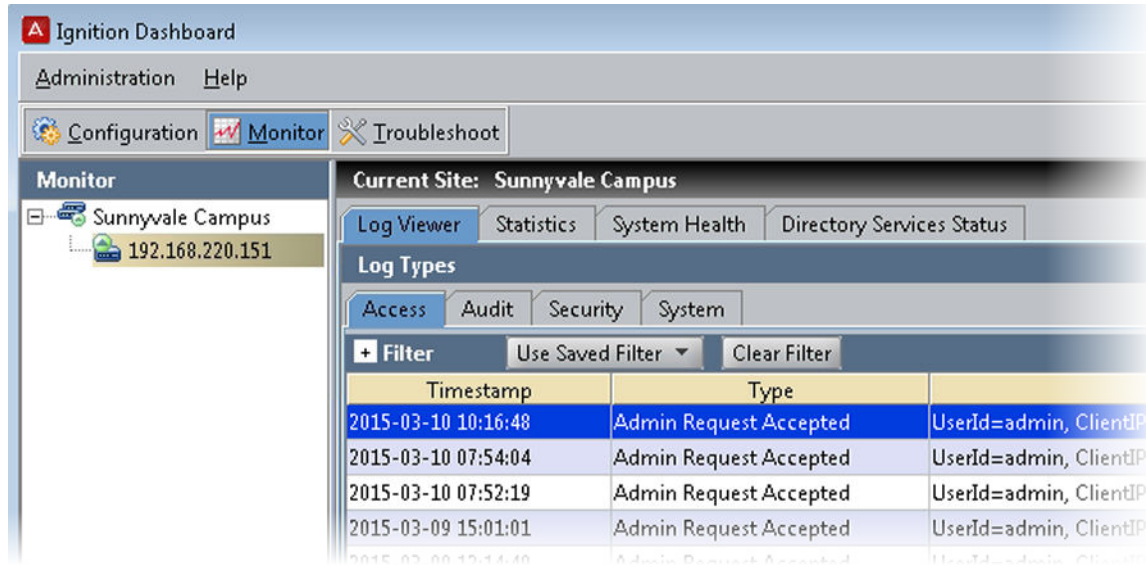 Ignition Dashboard
Administration Help
Configuration Monitor Troubleshoot
Monitor
Sunnyvale Campus
192.168.220.151
Current Site: Sunnyvale Campus
Log Viewer Statistics System Health Directory Services Status
Log Types
Access Audit Security System
+ Filter Use Saved Filter Clear Filter
Timestamp Type
2015-03-10 10:16:48 Admin Request Accepted UserId=admin, ClientIP
2015-03-10 07:54:04 Admin Request Accepted UserId=admin, ClientIP
2015-03-10 07:52:19 Admin Request Accepted UserId=admin, ClientIP
2015-03-09 15:01:01 Admin Request Accepted UserId=admin, ClientIP